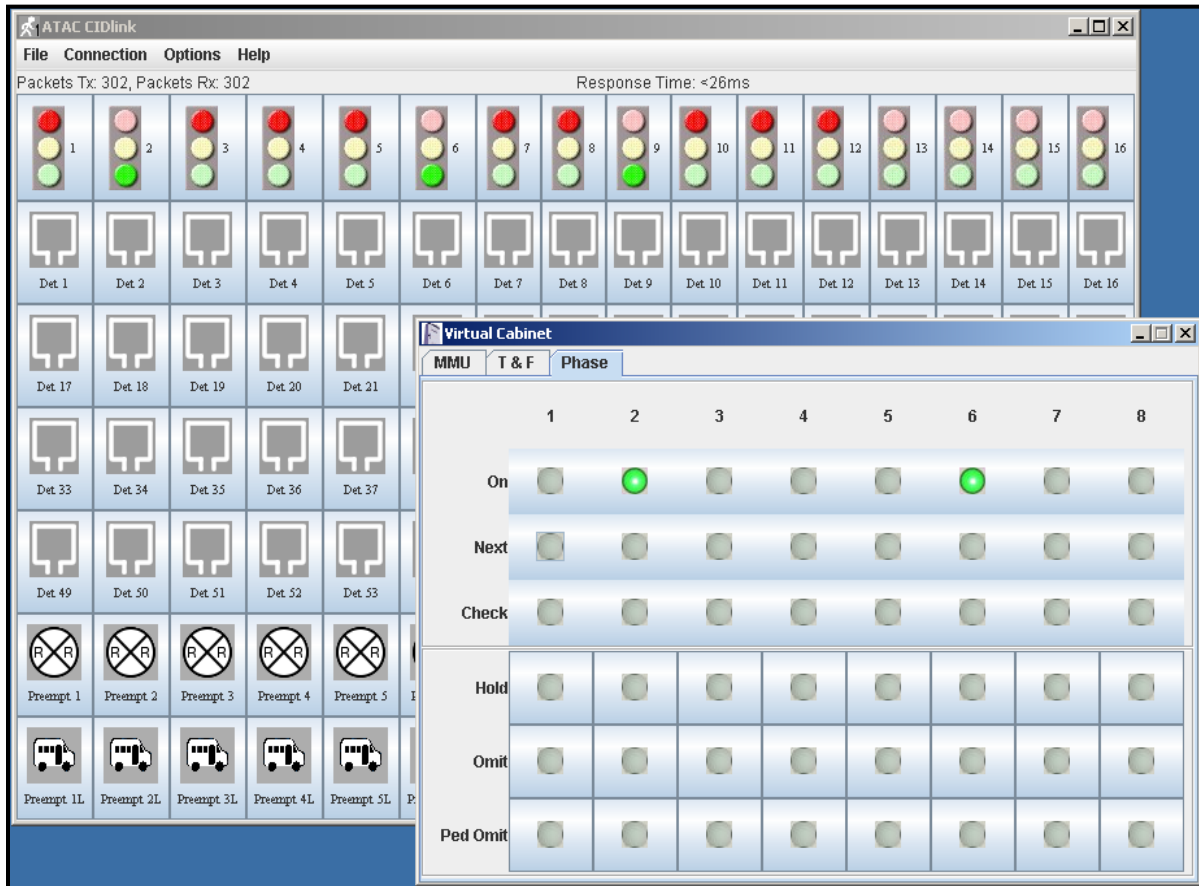 ATAC CIDlink
File Connection Options Help
Packets Tx: 302, Packets Rx: 302 Response Time: <26ms
1 2 3 4 5 6 7 8 9 10 11 12 13 14 15 16
Det 1 Det 2 Det 3 Det 4 Det 5 Det 6 Det 7 Det 8 Det 9 Det 10 Det 11 Det 12 Det 13 Det 14 Det 15 Det 16
Det 17 Det 18 Det 19 Det 20 Det 21
Det 33 Det 34 Det 35 Det 36 Det 37
Det 49 Det 50 Det 51 Det 52 Det 53
R R R R R R R R R R
Preempt 1 Preempt 2 Preempt 3 Preempt 4 Preempt 5
Preempt 1L Preempt 2L Preempt 3L Preempt 4L Preempt 5L
Virtual Cabinet
MMU T & F Phase
1 2 3 4 5 6 7 8
On
Next
Check
Hold
Omit
Ped Omit